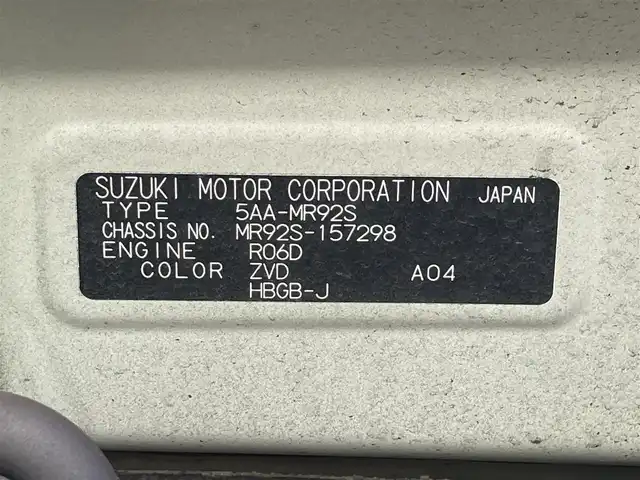 SUZUKI MOTOR CORPORATION JAPAN
TYPE 5AA-MR92S
CHASSIS NO. MR92S-157298
ENGINE R06D
COLOR ZVD A04
HBGB-J